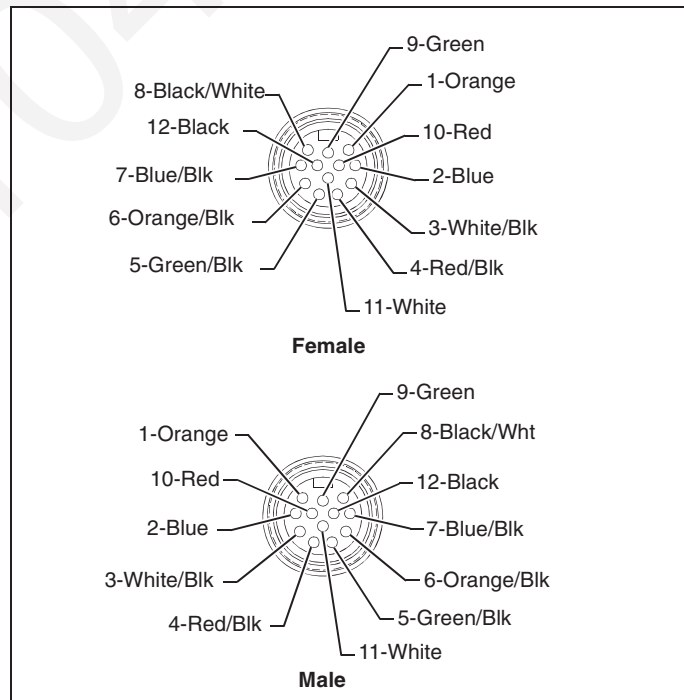 9-Green
1-Orange
8-Black/White
12-Black
10-Red
7-Blue/Blk
2-Blue
6-Orange/Blk
3-White/Blk
5-Green/Blk
4-Red/Blk
11-White
Female
9-Green
1-Orange
8-Black/Wht
10-Red
12-Black
2-Blue
7-Blue/Blk
3-White/Blk
6-Orange/Blk
4-Red/Blk
5-Green/Blk
11-White
Male